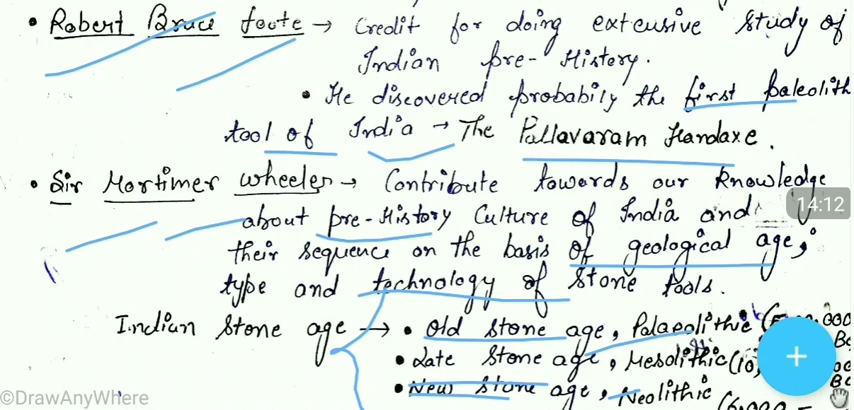 • Robert Bruce foote → Credit for doing extensive study of
Indian pre-History.
• He discovered probabily the first paleolith
tool of India → The Pallavaram Handaxe.
• Sir Mortimer wheeler → Contribute towards our knowledge
about pre-History Culture of India and
14:12
their sequence on the basis of geological age,
type and technology of stone tools.
Indian Stone age → • Old stone age, Palaeolithic
• Late Stone age, Mesolithic (10,
• New stone age, Neolithic
©DrawAnyWhere